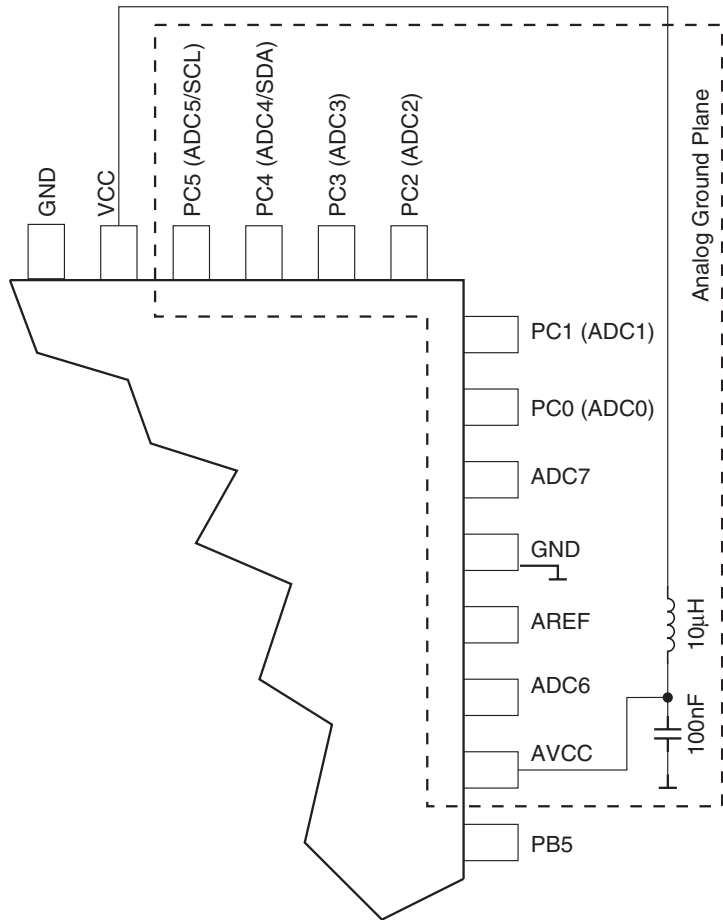 GND
VCC
PC5 (ADC5/SCL)
PC4 (ADC4/SDA)
PC3 (ADC3)
PC2 (ADC2)
Analog Ground Plane
PC1 (ADC1)
PC0 (ADC0)
ADC7
GND
AREF
ADC6
AVCC
PB5
10μH
100nF